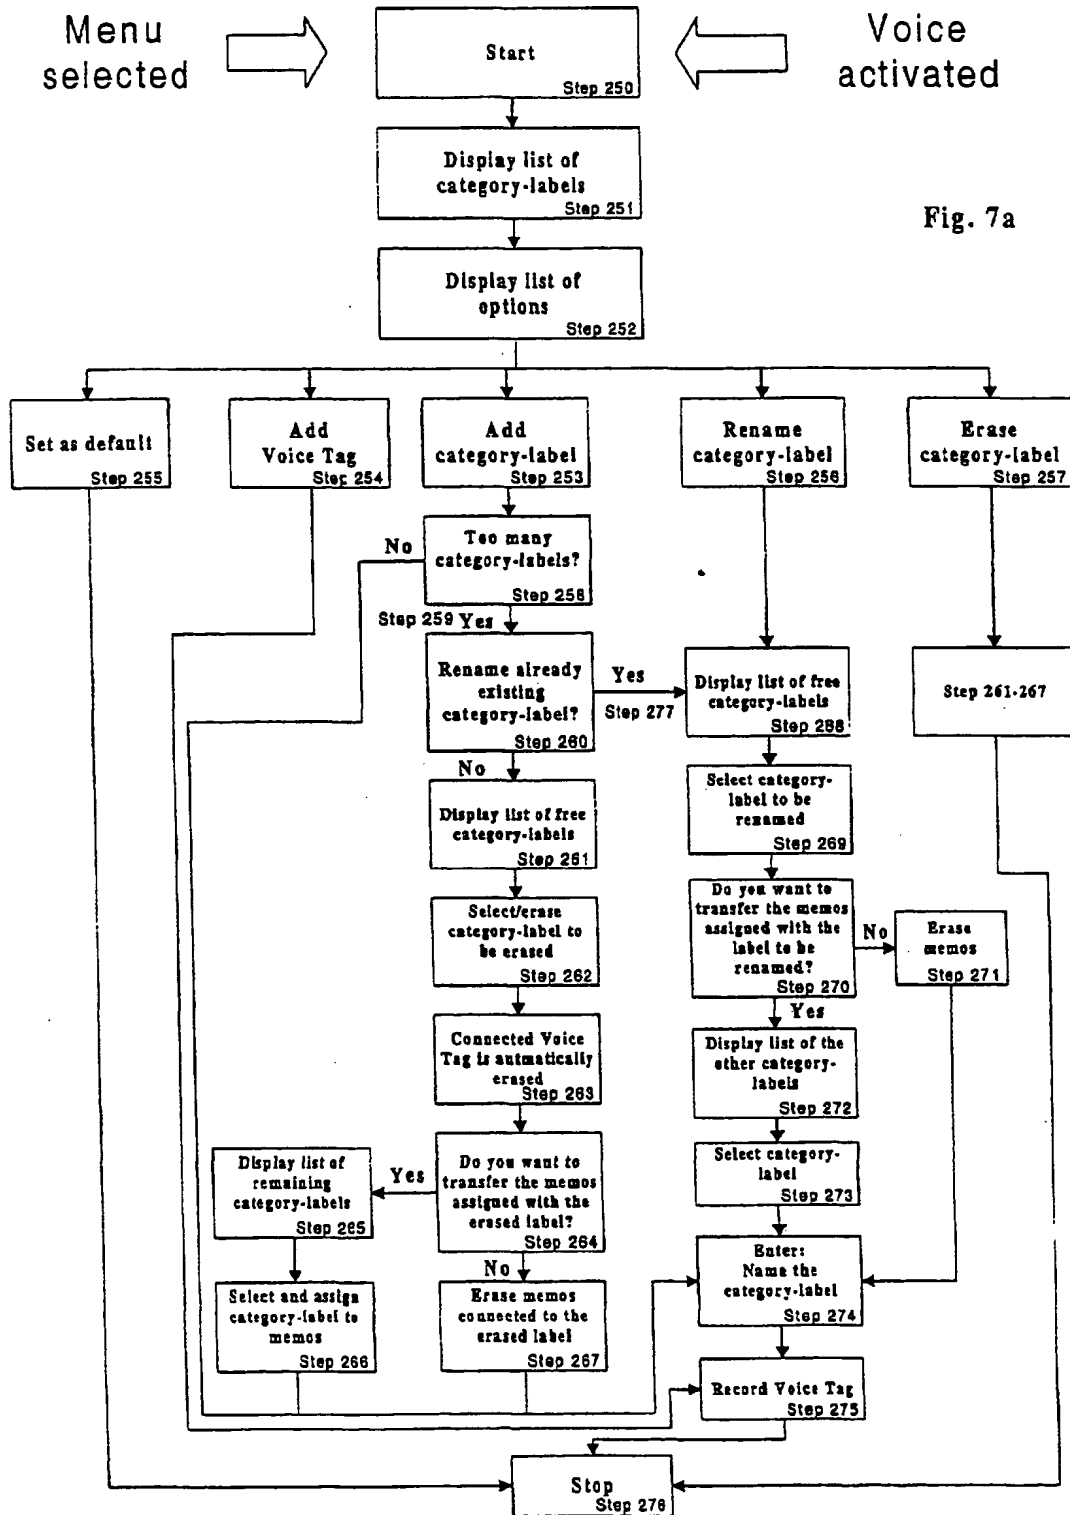 Menu
selected
Voice
activated
Start
Step 250
Display list of
category-labels
Step 251
Fig. 7a
Display list of
options
Step 252
Set as default
Step 255
Add
Voice Tag
Step 254
Add
category-label
Step 253
Rename
category-label
Step 256
Erase
category-label
Step 257
No
Too many
category-labels?
Step 258
Step 259 Yes
Rename already
existing
category-label?
Step 260
Yes
Step 277
Display list of free
category-labels
Step 268
Step 261-267
No
Display list of free
category-labels
Step 261
Select category-
label to be
renamed
Step 269
Select/erase
category-label to
be erased
Step 262
Do you want to
transfer the memos
assigned with the
label to be
renamed?
Step 270
No
Erase
memos
Step 271
Yes
Connected Voice
Tag is autmatically
erased
Step 263
Display list of the
other category-
labels
Step 272
Display list of
remaining
category-labels
Step 265
Yes
Do you want to
transfer the memos
assigned with the
erased label?
Step 264
Select category-
label
Step 273
No
Enter:
Name the
category-label
Step 274
Select and assign
category-label to
memos
Step 266
Erase memos
connected to the
erased label
Step 267
Record Voice Tag
Step 275
Stop
Step 276